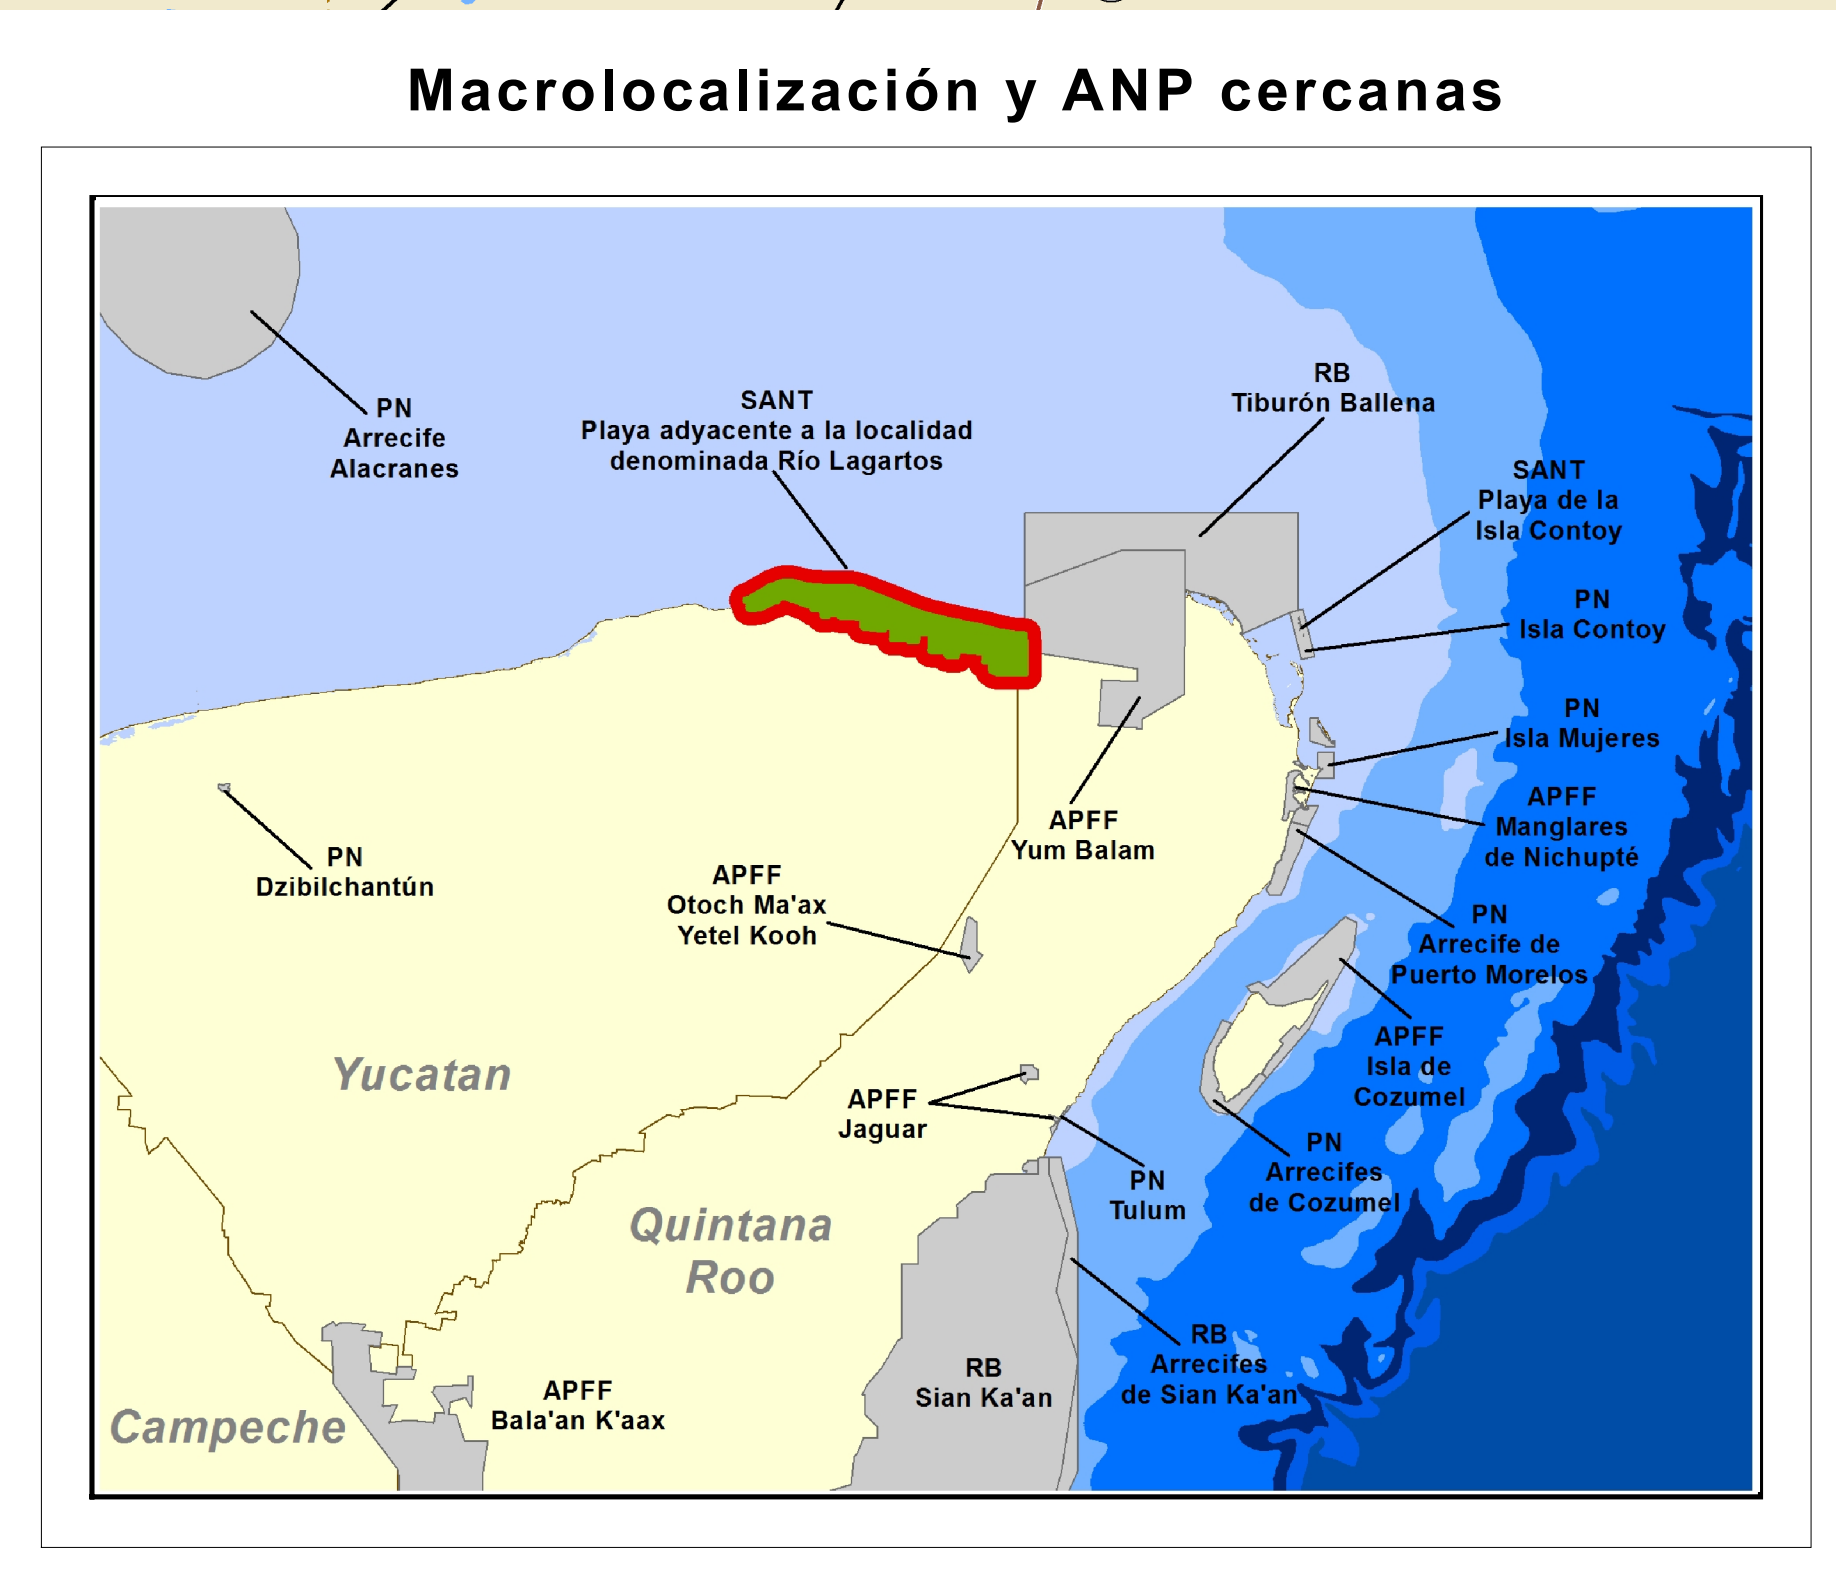 Macrolocalización y ANP cercanas
PN
Arrecife
Alacranes
SANT
Playa adyacente a la localidad
denominada Río Lagartos
RB
Tiburón Ballena
SANT
Playa de la
Isla Contoy
PN
Isla Contoy
PN
Isla Mujeres
APFF
Manglares
de Nichupté
PN
Dzibilchantún
APFF
Otoch Ma'ax
Yetel Kooh
APFF
Yum Balam
PN
Arrecife de
Puerto Morelos
APFF
Isla de
Cozumel
Yucatan
APFF
Jaguar
PN
Tulum
PN
Arrecifes
de Cozumel
Quintana
Roo
RB
Arrecifes
de Sian Ka'an
RB
Sian Ka'an
APFF
Bala'an K'aax
Campeche